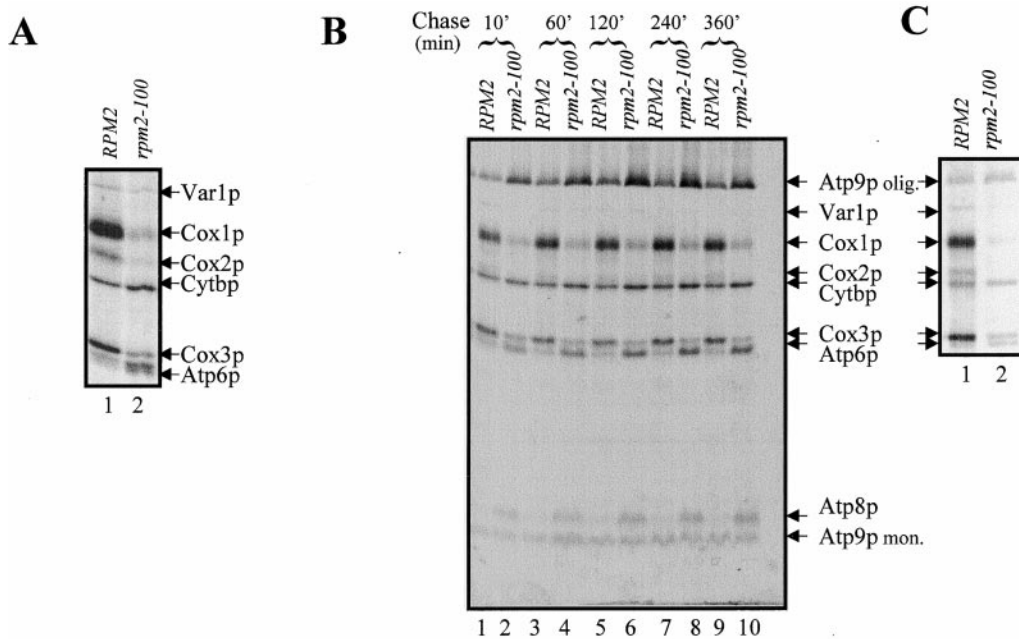 A
RPM2
rpm2-100
Var1p
Cox1p
Cox2p
Cytbp
Cox3p
Atp6p
1 2
B
Chase 10’ 60’ 120’ 240’ 360’
(min)
RPM2 rpm2-100 RPM2 rpm2-100 RPM2 rpm2-100 RPM2 rpm2-100 RPM2 rpm2-100
Atp9p olig.
Var1p
Cox1p
Cox2p
Cytbp
Cox3p
Atp6p
Atp8p
Atp9p mon.
1 2 3 4 5 6 7 8 9 10
C
RPM2
rpm2-100
1 2